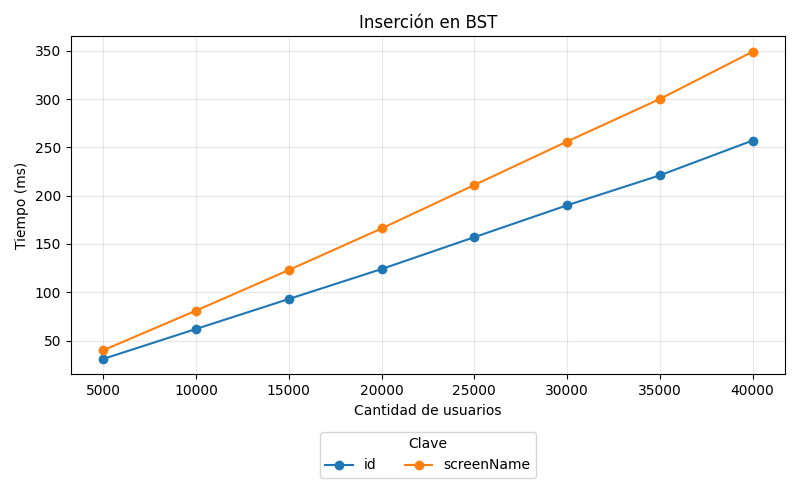 Inserción en BST
Tiempo (ms)
350
300
250
200
150
100
50
5000 10000 15000 20000 25000 30000 35000 40000
Cantidad de usuarios
Clave
id screenName